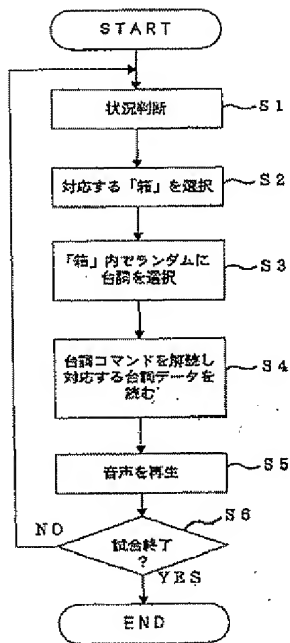 START
状況判断
S1
対応する「箱」を選択
S2
「箱」内でランダムに
台詞を選択
S3
台詞コマンドを解読し
対応する台詞データを
読む
S4
音声を再生
S5
S6
NO
試合終了
?
YES
END